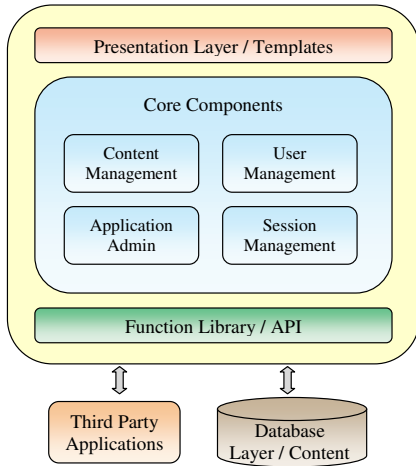 Presentation Layer / Templates
Core Components
Content
Management
User
Management
Application
Admin
Session
Management
Function Library / API
Third Party
Applications
Database
Layer / Content